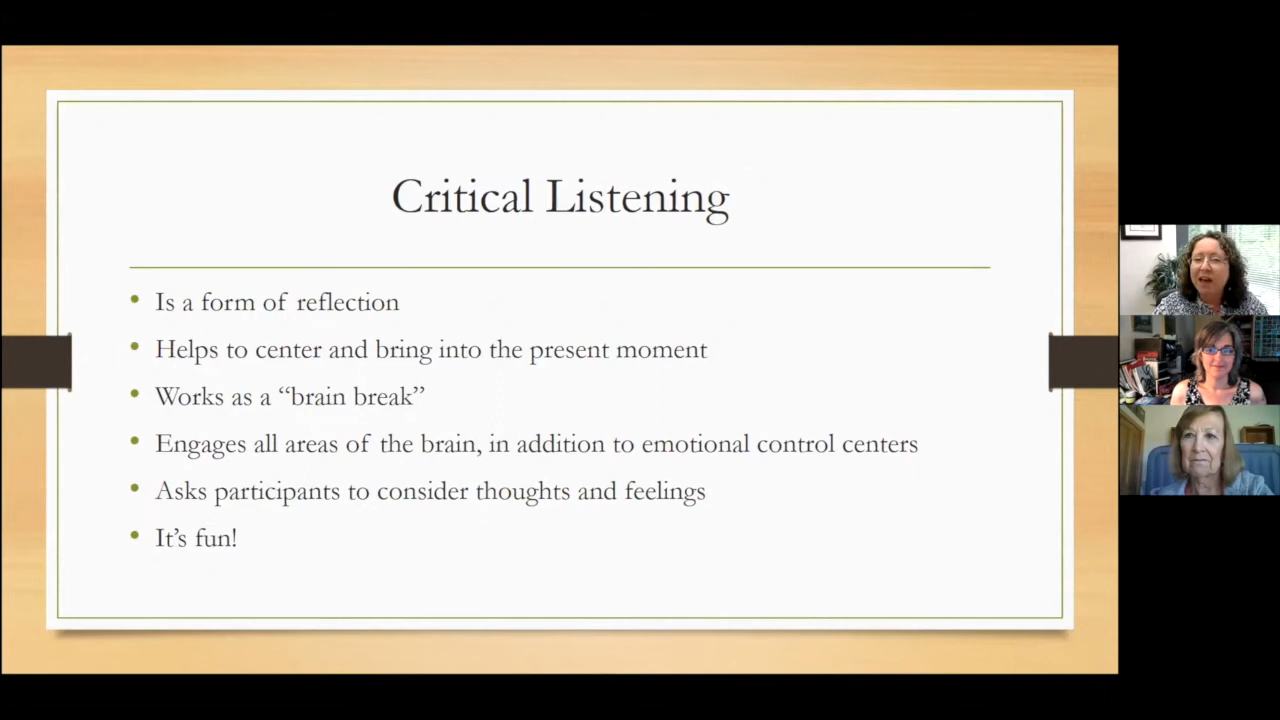 Critical Listening
Is a form of reflection
Helps to center and bring into the present moment
Works as a “brain break”
Engages all areas of the brain, in addition to emotional control centers
Asks participants to consider thoughts and feelings
It’s fun!